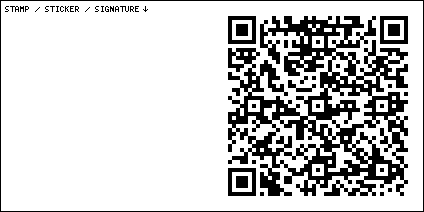 STAMP / STICKER / SIGNATURE ↓